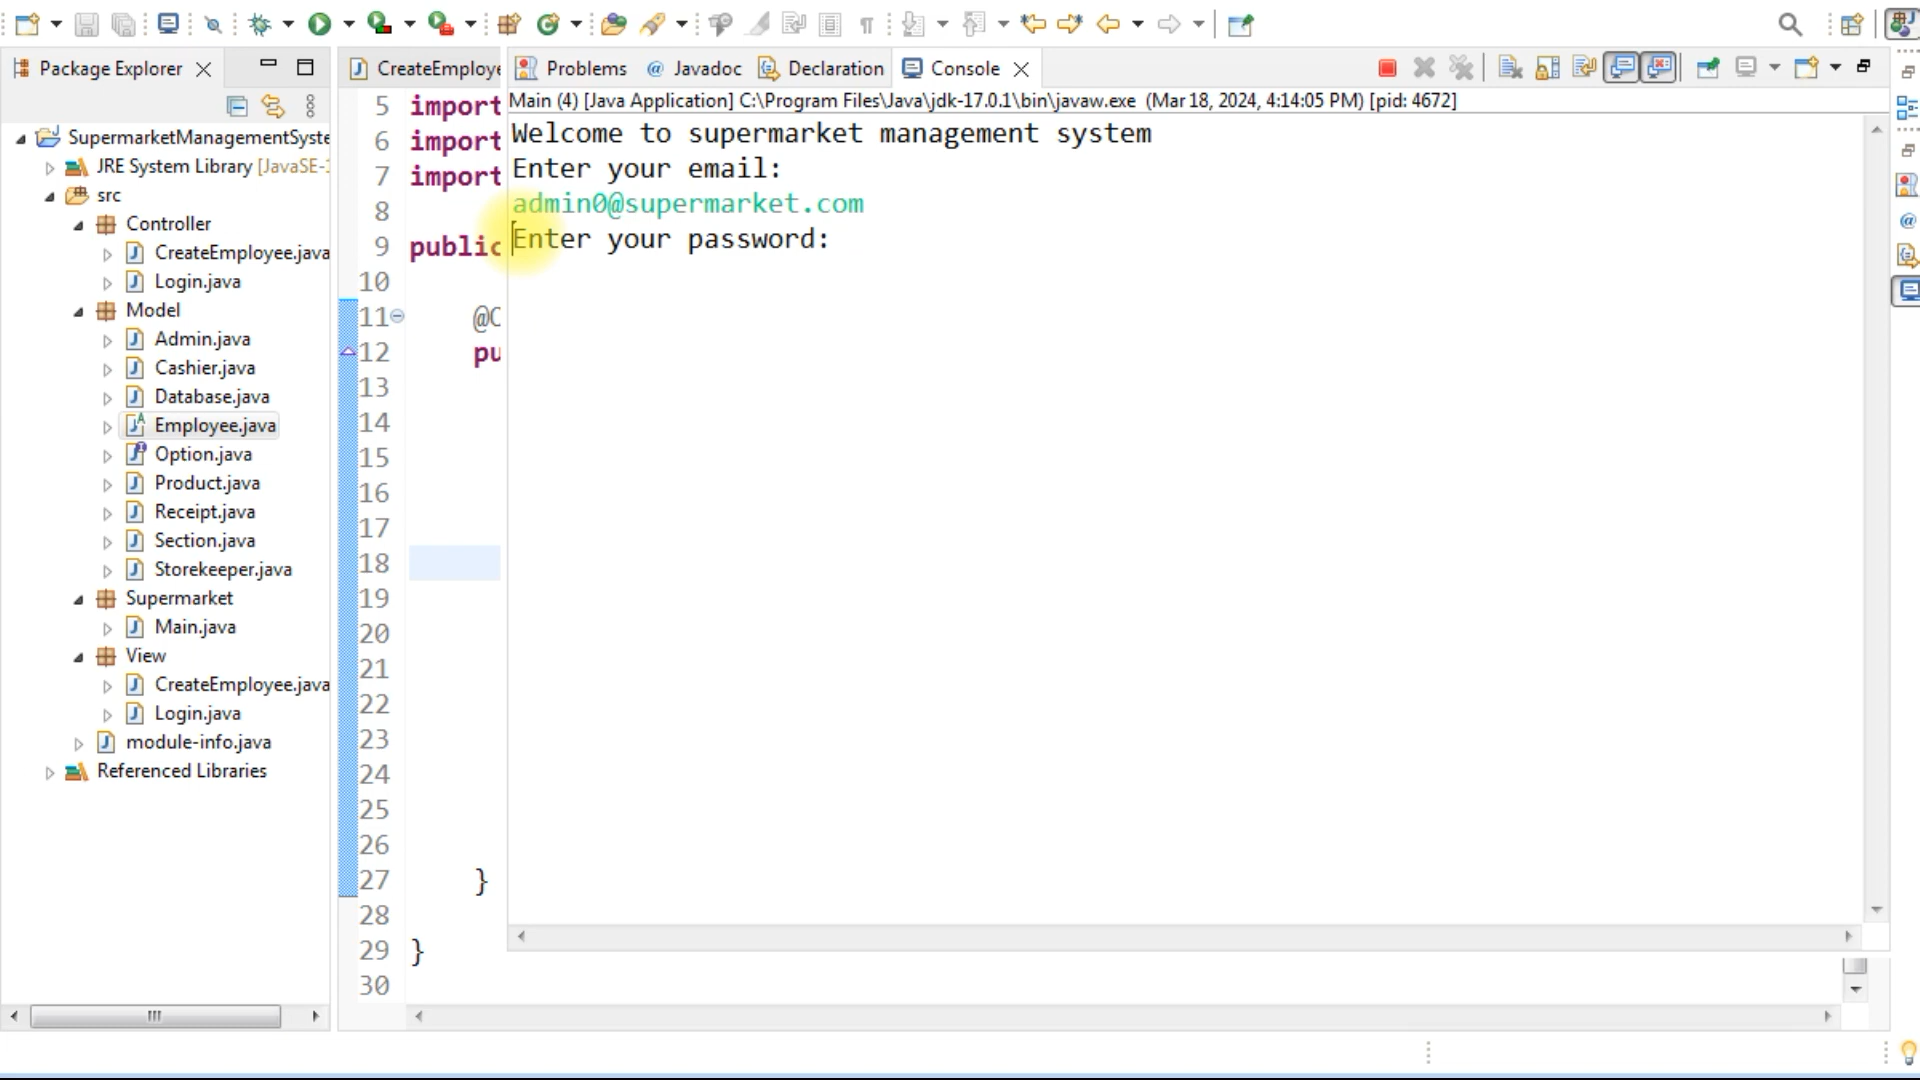 Package Explorer
SupermarketManagementSyste
JRE System Library [JavaSE-1
src
Controller
CreateEmployee.java
Login.java
Model
Admin.java
Cashier.java
Database.java
Employee.java
Option.java
Product.java
Receipt.java
Section.java
Storekeeper.java
Supermarket
Main.java
View
CreateEmployee.java
Login.java
module-info.java
Referenced Libraries
CreateEmploye
5 import
6 import
7 import
8
9 public
10
11 @O
12 pu
13
14
15
16
17
18
19
20
21
22
23
24
25
26
27 }
28
29 }
30
Problems @ Javadoc Declaration Console
Main (4) [Java Application] C:\Program Files\Java\jdk-17.0.1\bin\javaw.exe (Mar 18, 2024, 4:14:05 PM) [pid: 4672]
Welcome to supermarket management system
Enter your email:
admin0@supermarket.com
Enter your password: